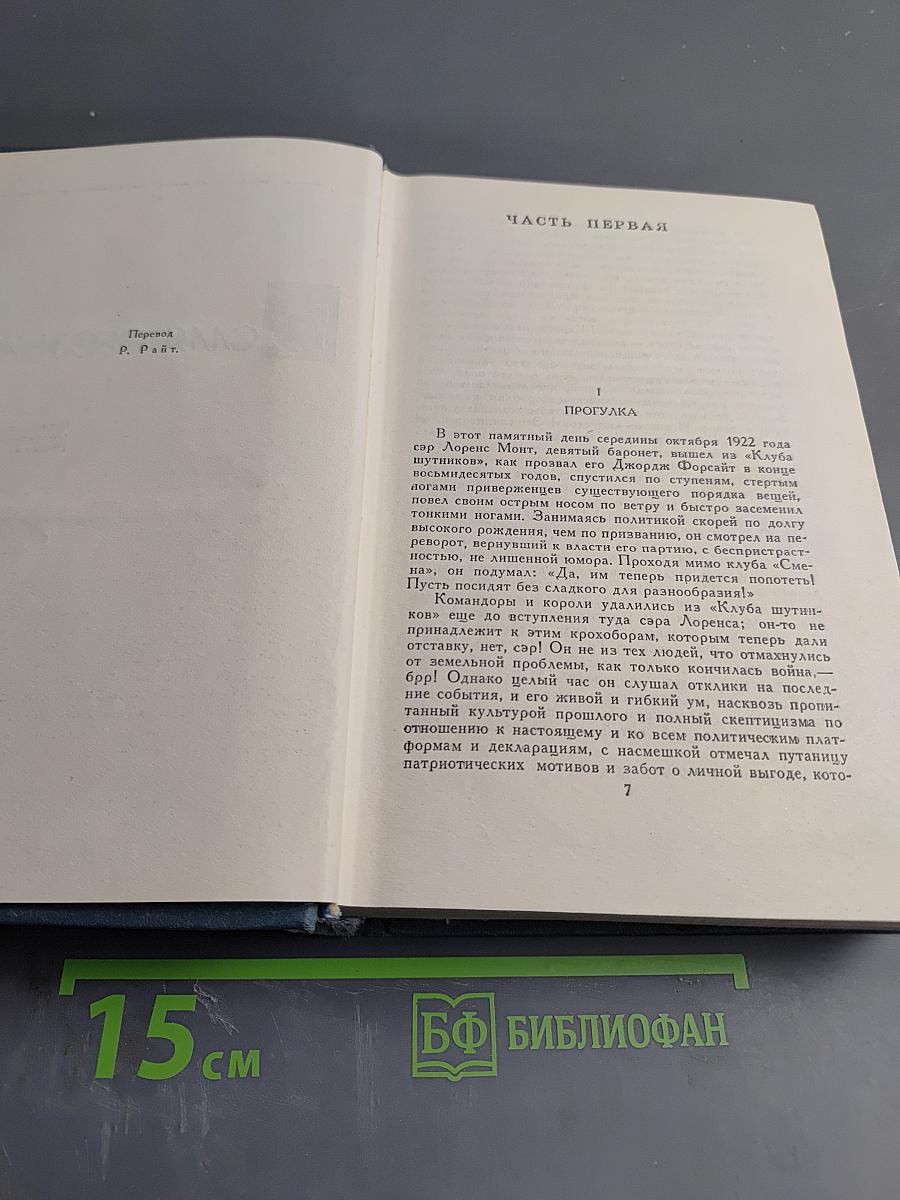 Перевод
Р. Райт.
ЧАСТЬ ПЕРВАЯ
I
ПРОГУЛКА
В этот памятный день середины октября 1922 года
сэр Лоренс Монт, девятый баронет, вышел из «Клуба
шутников», как прозвал его Джордж Форсайт в конце
восьмидесятых годов, спустился по ступеням, стертым
ногами приверженцев существующего порядка вещей,
повел своим острым носом по ветру и быстро засеменил
тонкими ногами. Занимаясь политикой скорей по долгу
высокого рождения, чем по призванию, он смотрел на пе-
реворот, вернувший к власти его партию, с беспристраст-
ностью, не лишенной юмора. Проходя мимо клуба «Сме-
на», он подумал: «Да, им теперь придется попотеть!
Пусть посидят без сладкого для разнообразия!»
Командоры и короли удалились из «Клуба шутни-
ков» еще до вступления туда сэра Лоренса; он-то не
принадлежит к этим крохоборам, которым теперь дали
отставку, нет, сэр! Он не из тех людей, что отмахнулись
от земельной проблемы, как только кончилась война,—
брр! Однако целый час он слушал отклики на послед-
ние события, и его живой и гибкий ум, насквозь пропи-
танный культурой прошлого и полный скептицизма по
отношению к настоящему и ко всем политическим плат-
формам и декларациям, с насмешкой отмечал путаницу
патриотических мотивов и забот о личной выгоде, кото-
7
15 см
БФ БИБЛИОФАН